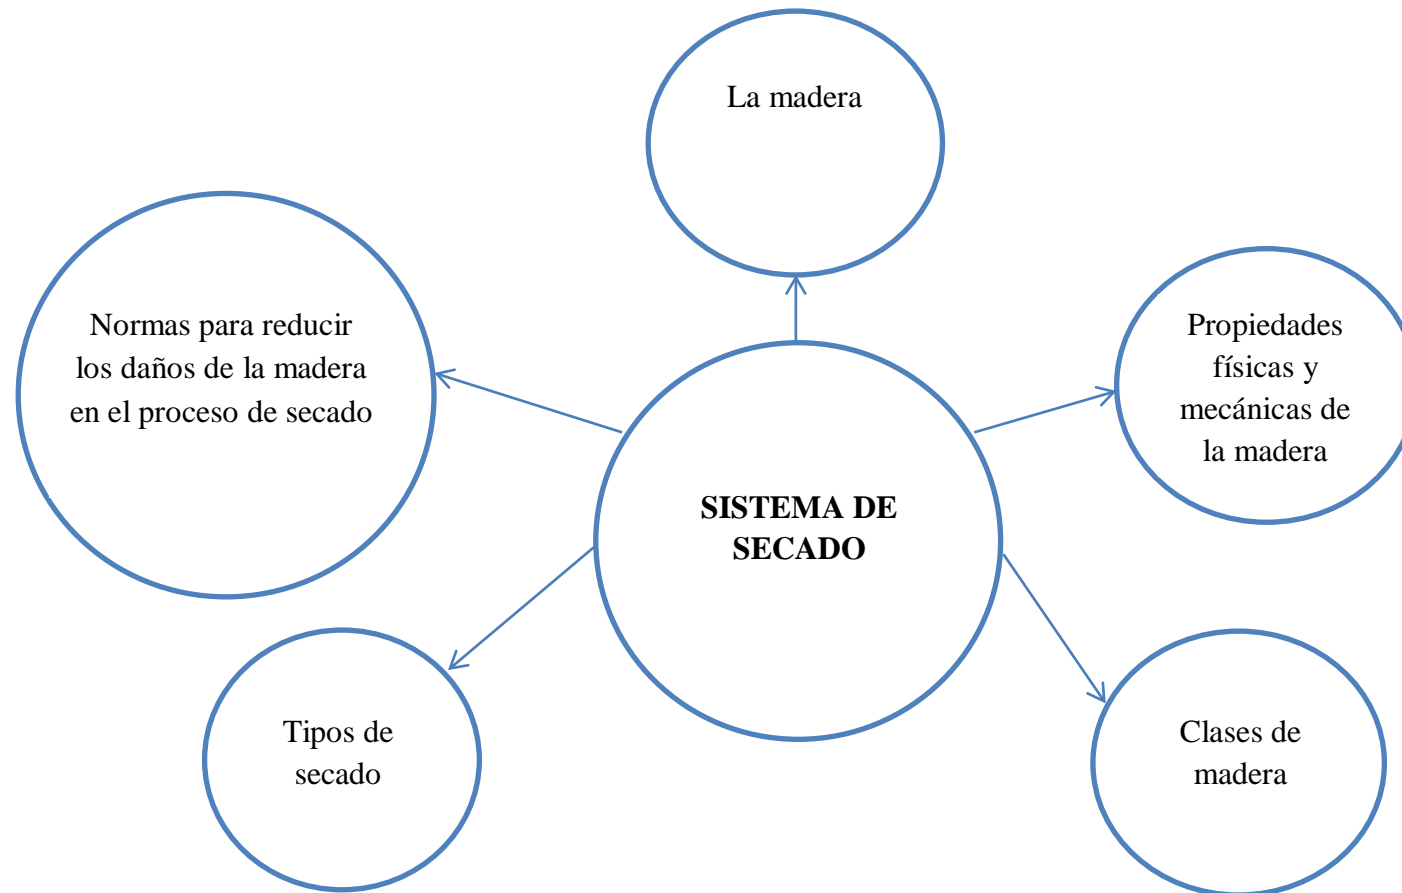 La madera
Normas para reducir
los daños de la madera
en el proceso de secado
Propiedades
físicas y
mecánicas de
la madera
SISTEMA DE
SECADO
Tipos de
secado
Clases de
madera